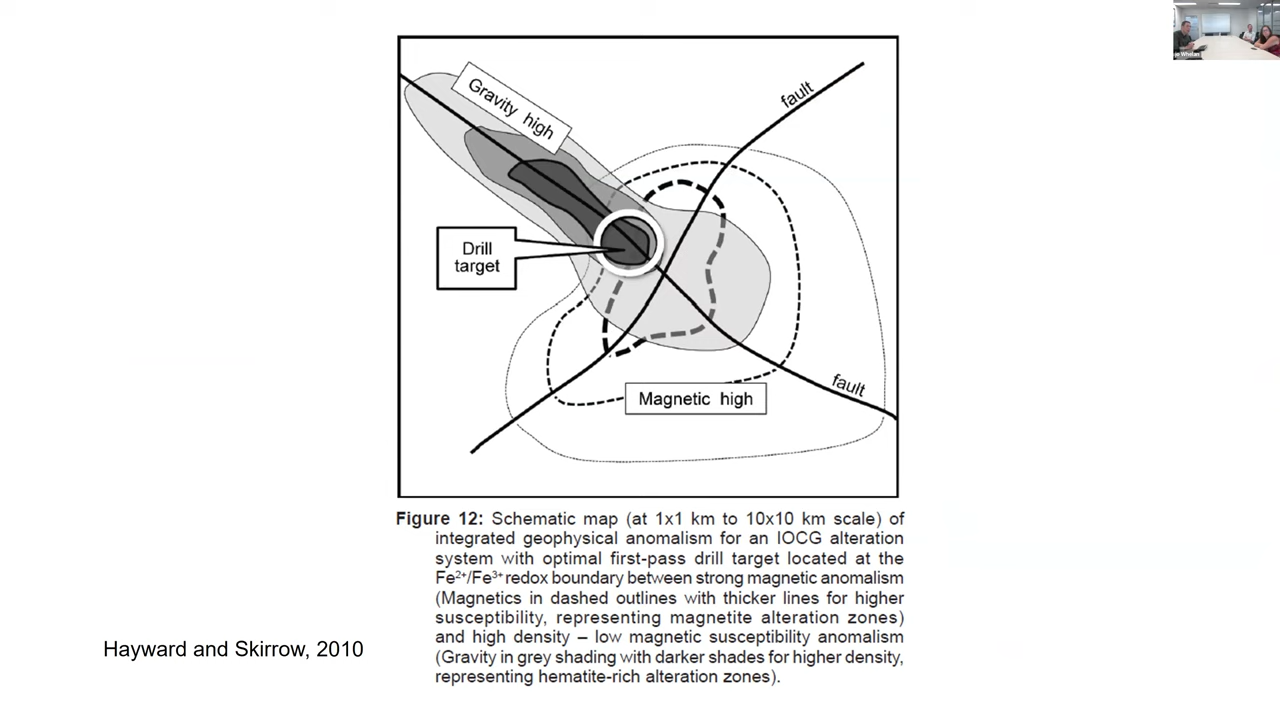 Gravity high
fault
Drill
target
fault
Magnetic high
Figure 12: Schematic map (at 1x1 km to 10x10 km scale) of
integrated geophysical anomalism for an IOCG alteration
system with optimal first-pass drill target located at the
Fe²⁺/Fe³⁺ redox boundary between strong magnetic anomalism
(Magnetics in dashed outlines with thicker lines for higher
susceptibility, representing magnetite alteration zones)
and high density – low magnetic susceptibility anomalism
(Gravity in grey shading with darker shades for higher density,
representing hematite-rich alteration zones).
Hayward and Skirrow, 2010